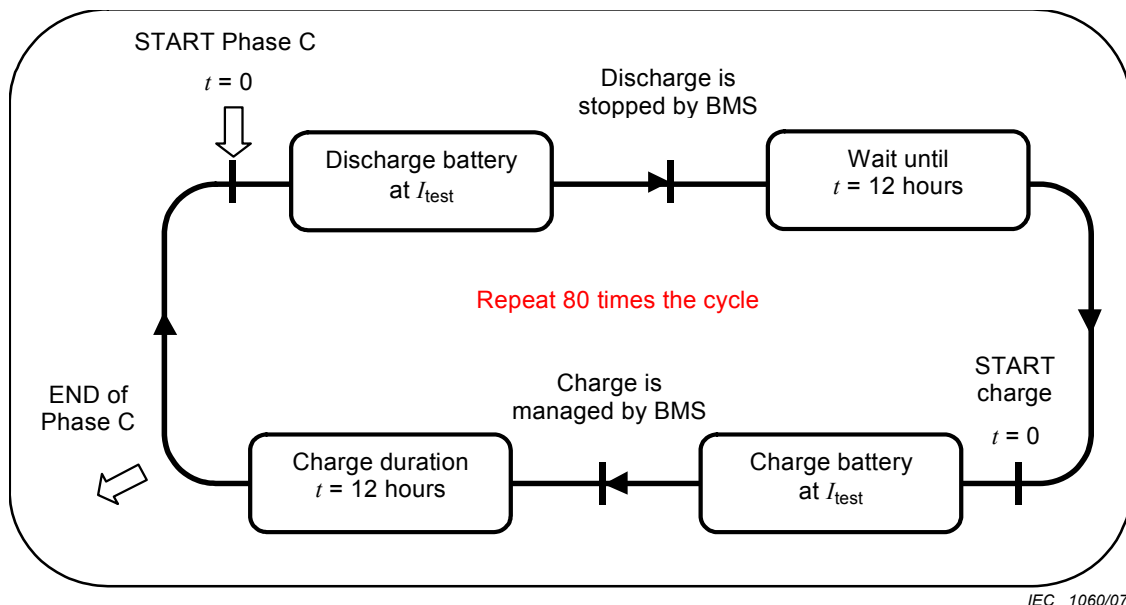 START Phase C
t = 0
Discharge is
stopped by BMS
Discharge battery
at Itest
Wait until
t = 12 hours
Repeat 80 times the cycle
START
charge
t = 0
Charge is
managed by BMS
END of
Phase C
Charge duration
t = 12 hours
Charge battery
at Itest
IEC 1060/07